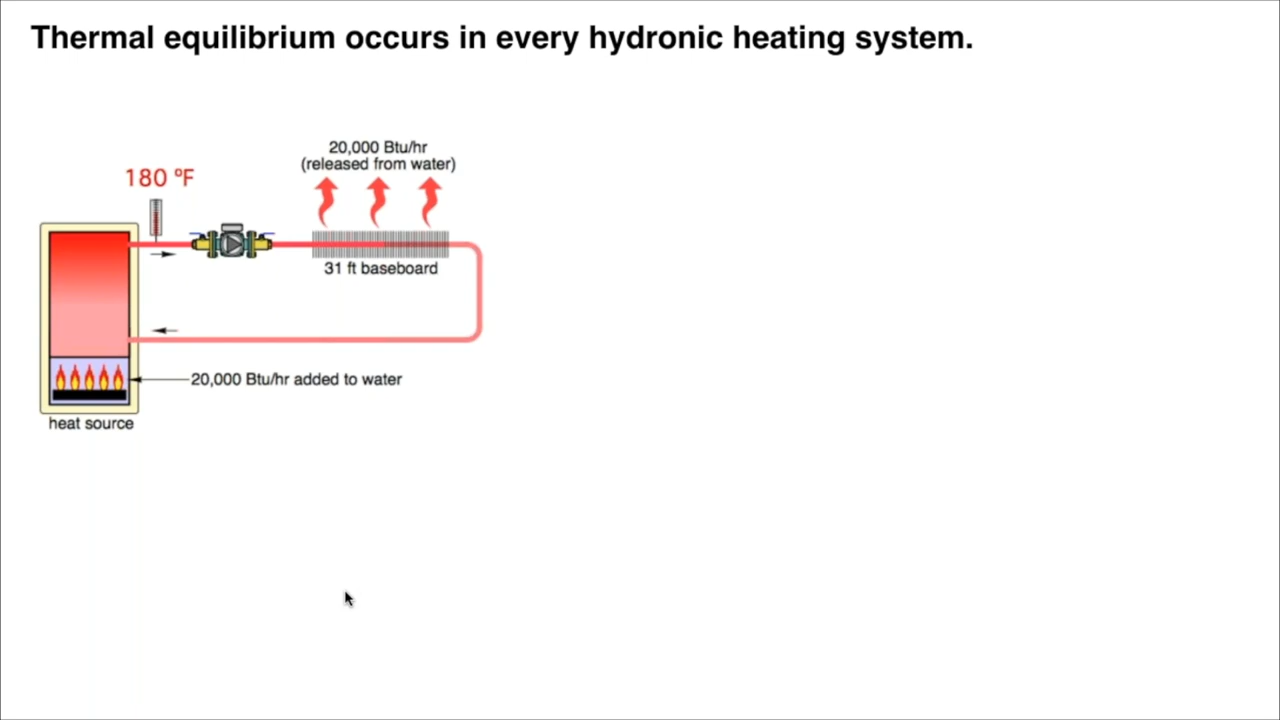 Thermal equilibrium occurs in every hydronic heating system.
20,000 Btu/hr
(released from water)
180 ºF
31 ft baseboard
20,000 Btu/hr added to water
heat source